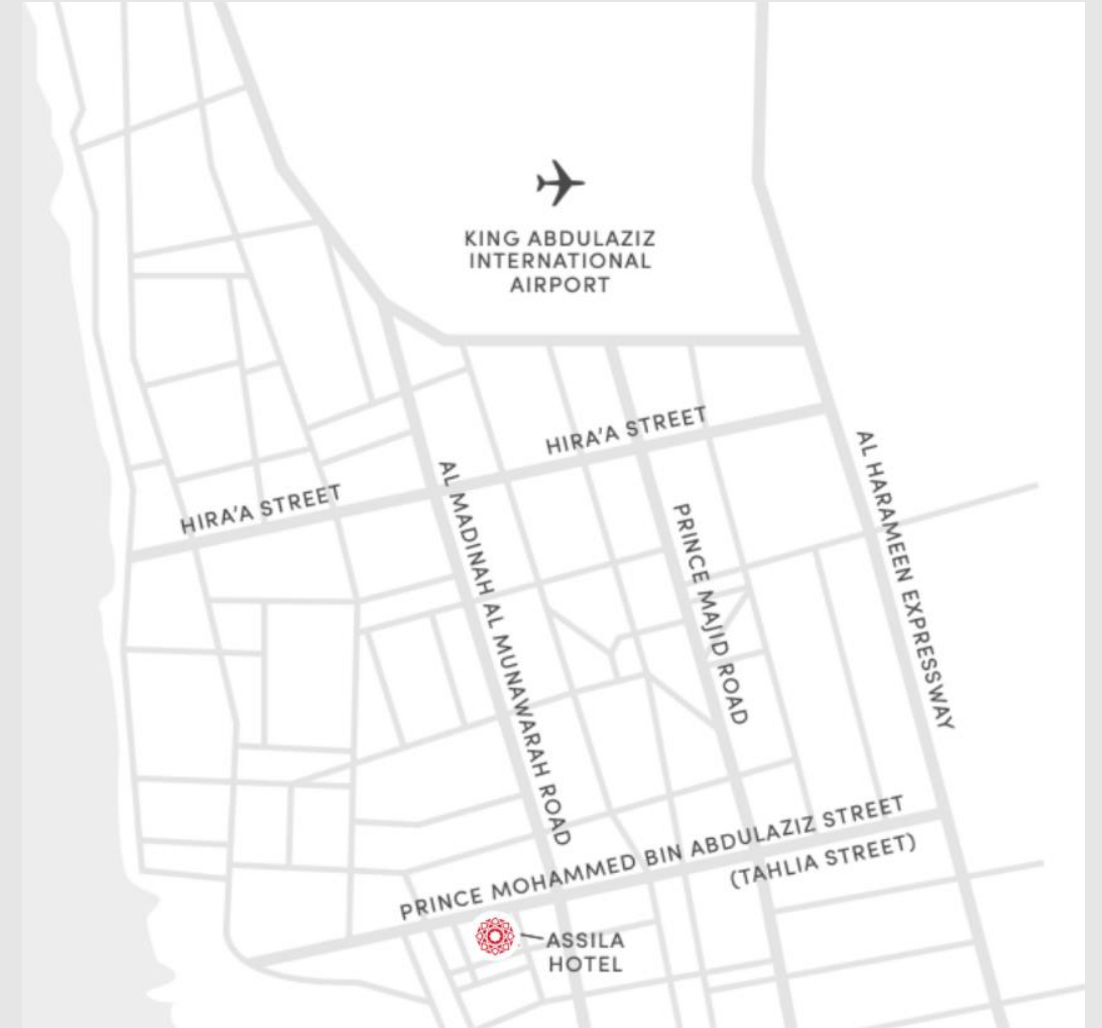 KING ABDULAZIZ
INTERNATIONAL
AIRPORT
HIRA'A STREET
HIRA'A STREET
AL MADINAH AL MUNAWARAH ROAD
PRINCE MAJID ROAD
AL HARAMEEN EXPRESSWAY
PRINCE MOHAMMED BIN ABDULAZIZ STREET
(TAHLIA STREET)
ASSILA
HOTEL